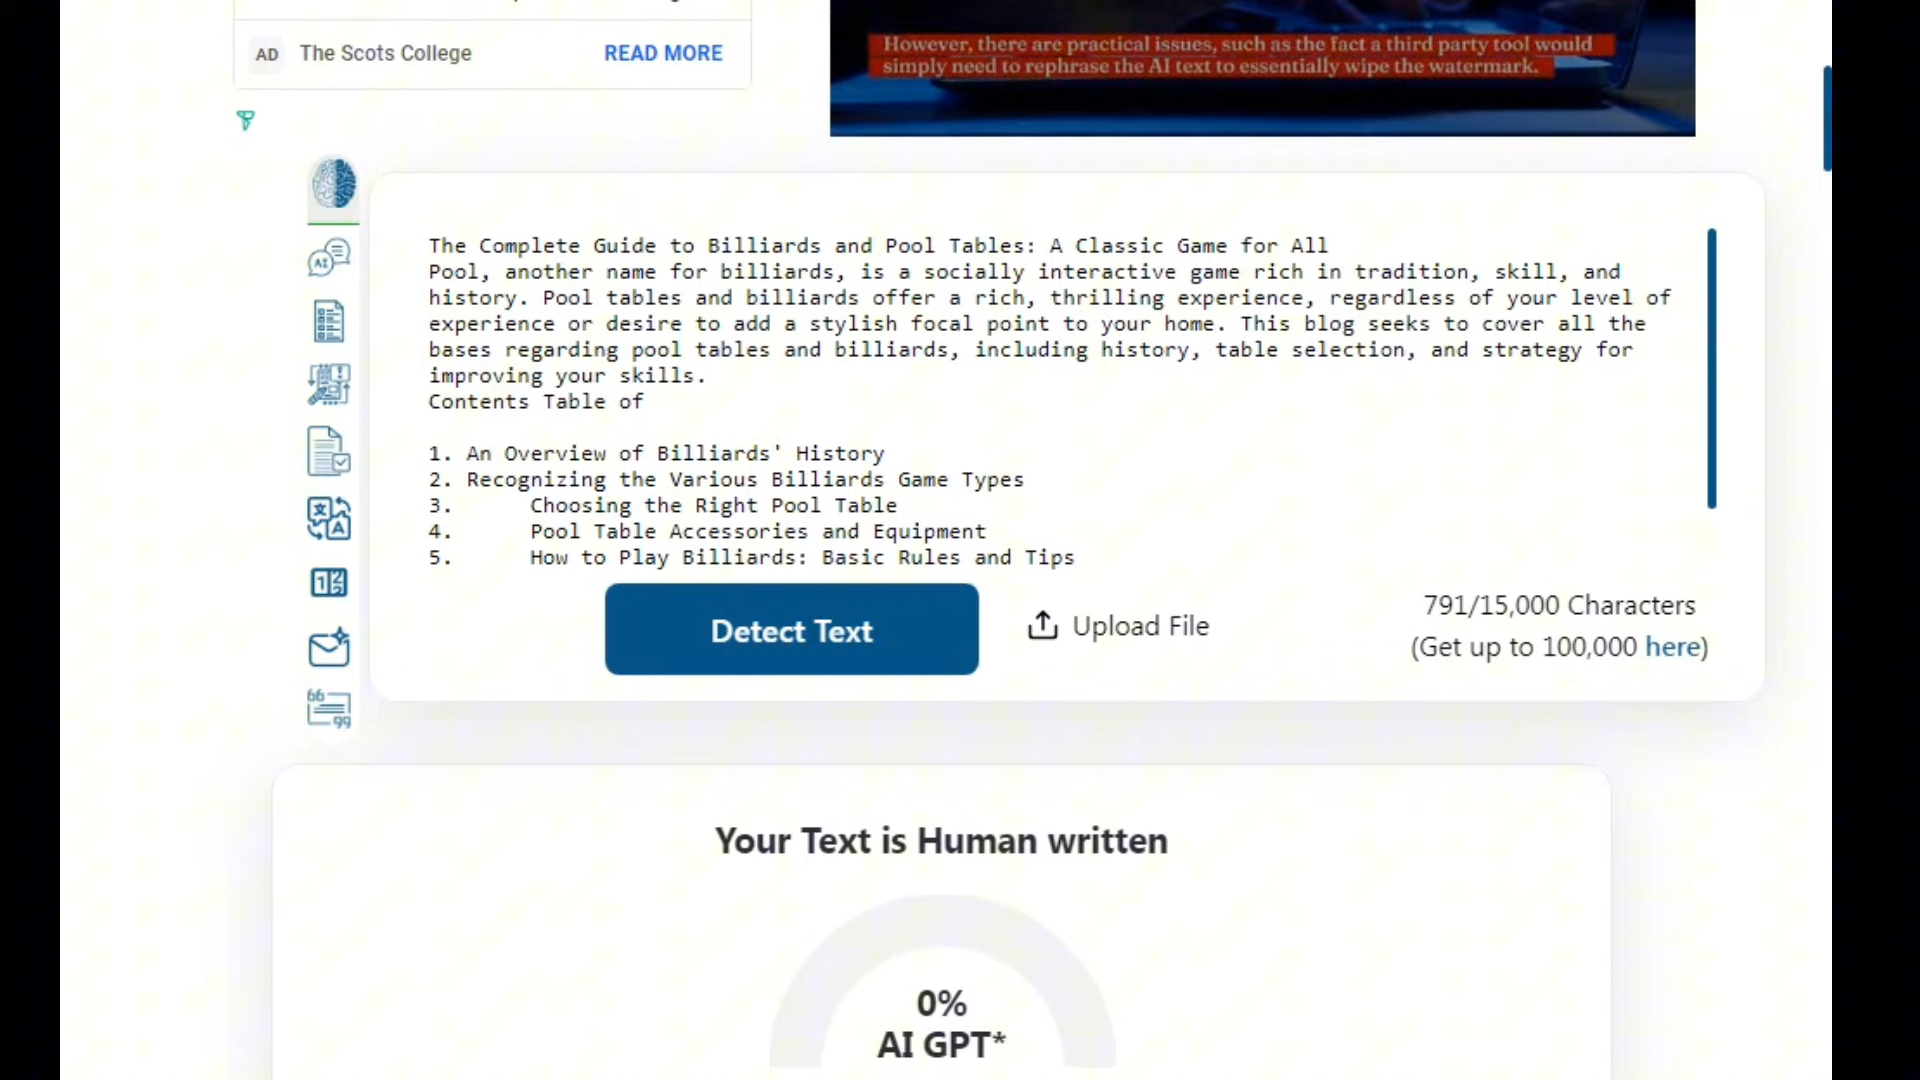 AD The Scots College READ MORE
However, there are practical issues, such as the fact a third party tool would
simply need to rephrase the AI text to essentially wipe the watermark.
The Complete Guide to Billiards and Pool Tables: A Classic Game for All
Pool, another name for billiards, is a socially interactive game rich in tradition, skill, and
history. Pool tables and billiards offer a rich, thrilling experience, regardless of your level of
experience or desire to add a stylish focal point to your home. This blog seeks to cover all the
bases regarding pool tables and billiards, including history, table selection, and strategy for
improving your skills.
Contents Table of
1. An Overview of Billiards' History
2. Recognizing the Various Billiards Game Types
3. Choosing the Right Pool Table
4. Pool Table Accessories and Equipment
5. How to Play Billiards: Basic Rules and Tips
Detect Text
Upload File
791/15,000 Characters
(Get up to 100,000 here)
Your Text is Human written
0%
AI GPT*